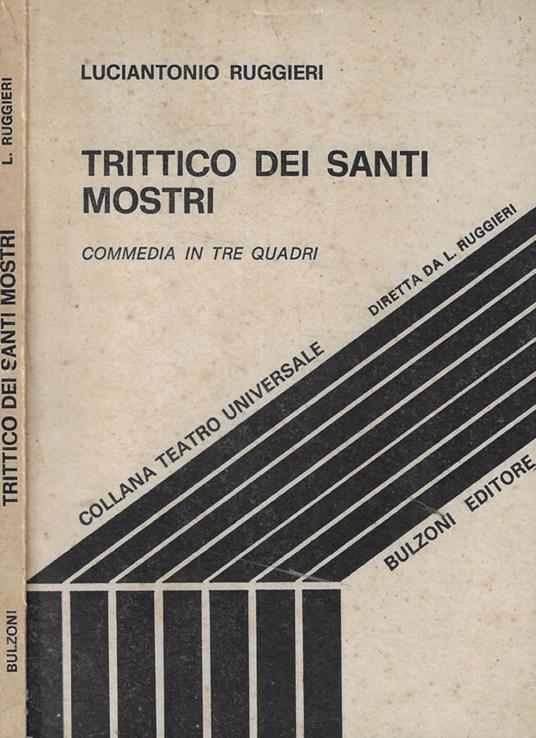 LUCIANTONIO RUGGIERI
TRITTICO DEI SANTI
MOSTRI
COMMEDIA IN TRE QUADRI
COLLANA TEATRO UNIVERSALE
DIRETTA DA L. RUGGIERI
BULZONI EDITORE
L. RUGGIERI
TRITTICO DEI SANTI MOSTRI
BULZONI